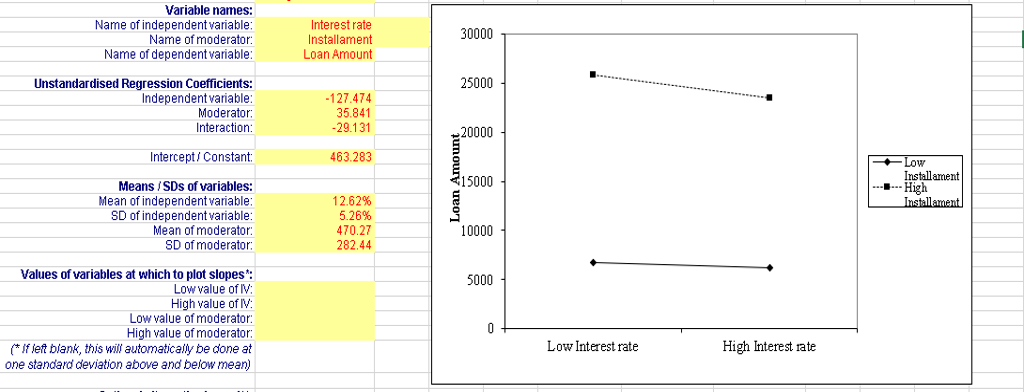 Variable names:
Name of independent variable: Interest rate
Name of moderator: Installament
Name of dependent variable: Loan Amount
Unstandardised Regression Coefficients:
Independent variable: -127.474
Moderator: 35.841
Interaction: -29.131
Intercept / Constant: 463.283
Means / SDs of variables:
Mean of independent variable: 12.62%
SD of independent variable: 5.26%
Mean of moderator: 470.27
SD of moderator: 282.44
Values of variables at which to plot slopes*:
Low value of IV:
High value of IV:
Low value of moderator:
High value of moderator:
(* If left blank, this will automatically be done at
one standard deviation above and below mean)
30000
25000
20000
15000
10000
5000
0
Loan Amount
Low Interest rate
High Interest rate
Low
Installament
High
Installament